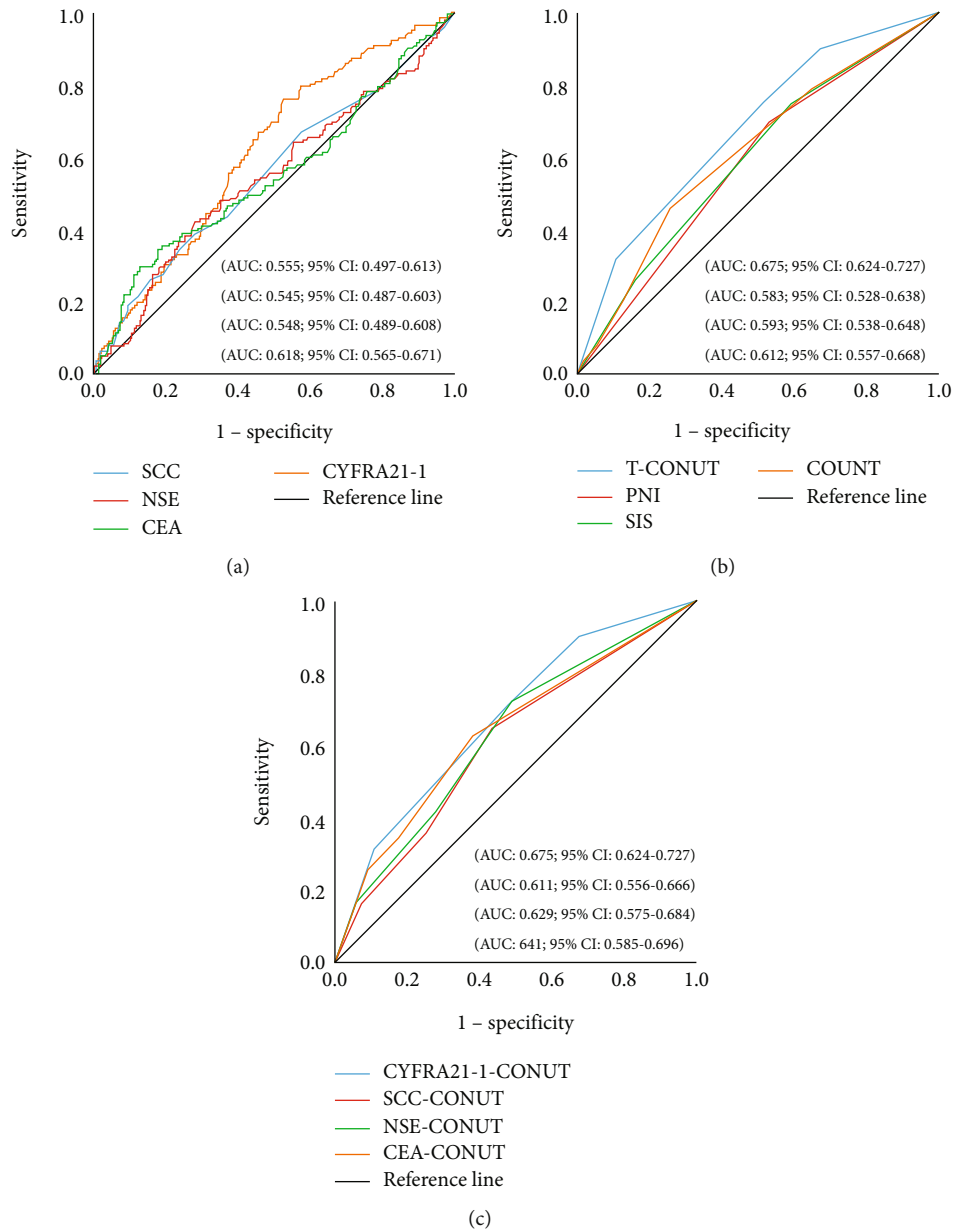 1.0
0.8
0.6
0.4
0.2
0.0
Sensitivity
(AUC: 0.555; 95% CI: 0.497-0.613)
(AUC: 0.545; 95% CI: 0.487-0.603)
(AUC: 0.548; 95% CI: 0.489-0.608)
(AUC: 0.618; 95% CI: 0.565-0.671)
0.0 0.2 0.4 0.6 0.8 1.0
1 – specificity
SCC CYFRA21-1
NSE Reference line
CEA
(a)
1.0
0.8
0.6
0.4
0.2
0.0
Sensitivity
(AUC: 0.675; 95% CI: 0.624-0.727)
(AUC: 0.583; 95% CI: 0.528-0.638)
(AUC: 0.593; 95% CI: 0.538-0.648)
(AUC: 0.612; 95% CI: 0.557-0.668)
0.0 0.2 0.4 0.6 0.8 1.0
1 – specificity
T-CONUT COUNT
PNI Reference line
SIS
(b)
1.0
0.8
0.6
0.4
0.2
0.0
Sensitivity
(AUC: 0.675; 95% CI: 0.624-0.727)
(AUC: 0.611; 95% CI: 0.556-0.666)
(AUC: 0.629; 95% CI: 0.575-0.684)
(AUC: 641; 95% CI: 0.585-0.696)
0.0 0.2 0.4 0.6 0.8 1.0
1 – specificity
CYFRA21-1-CONUT
SCC-CONUT
NSE-CONUT
CEA-CONUT
Reference line
(c)